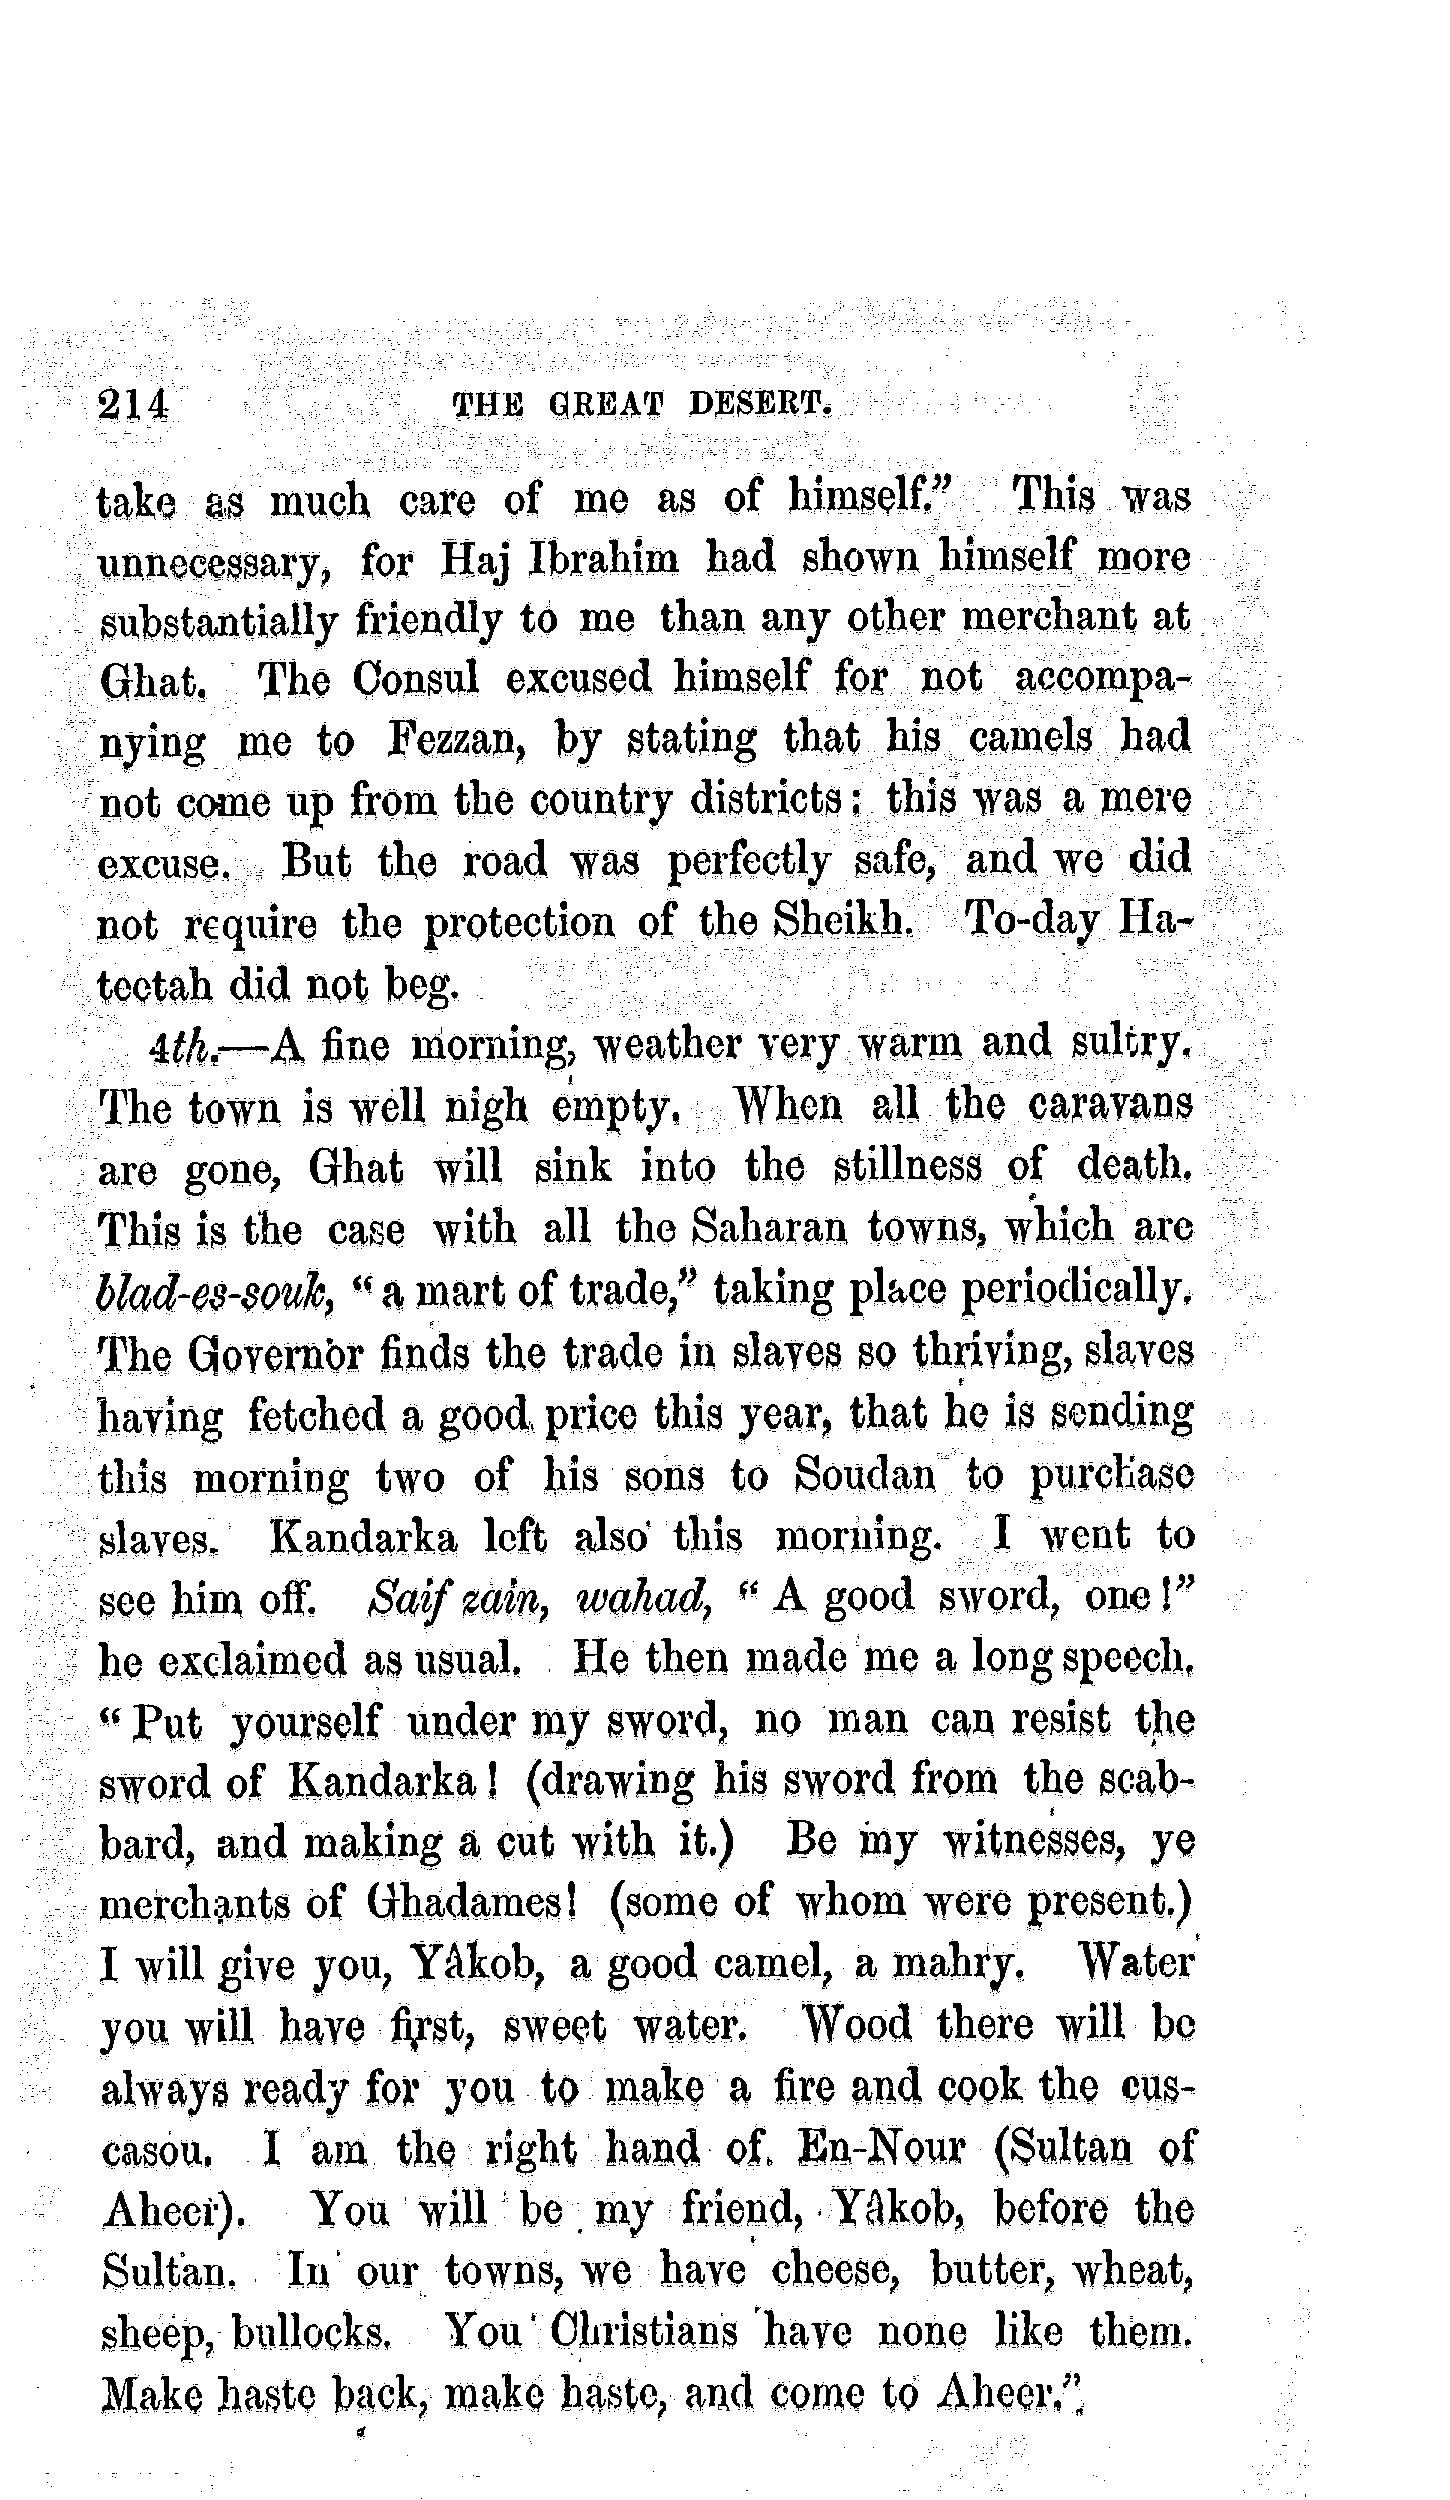 214 THE GREAT DESERT.
take as much care of me as of himself.” This was
unnecessary, for Haj Ibrahim had shown himself more
substantially friendly to me than any other merchant at
Ghat. The Consul excused himself for not accompa-
nying me to Fezzan, by stating that his camels had
not come up from the country districts: this was a mere
excuse. But the road was perfectly safe, and we did
not require the protection of the Sheikh. To-day Ha-
teetah did not beg.
4th.—A fine morning, weather very warm and sultry.
The town is well nigh empty. When all the caravans
are gone, Ghat will sink into the stillness of death.
This is the case with all the Saharan towns, which are
blad-es-souk, “a mart of trade,” taking place periodically.
The Governor finds the trade in slaves so thriving, slaves
having fetched a good price this year, that he is sending
this morning two of his sons to Soudan to purchase
slaves. Kandarka left also this morning. I went to
see him off. Saif zain, wahad, “A good sword, one!”
he exclaimed as usual. He then made me a long speech.
“Put yourself under my sword, no man can resist the
sword of Kandarka! (drawing his sword from the scab-
bard, and making a cut with it.) Be my witnesses, ye
merchants of Ghadames! (some of whom were present.)
I will give you, Yâkob, a good camel, a mahry. Water
you will have first, sweet water. Wood there will be
always ready for you to make a fire and cook the cus-
casou. I am the right hand of En-Nour (Sultan of
Aheer). You will be my friend, Yâkob, before the
Sultan. In our towns, we have cheese, butter, wheat,
sheep, bullocks. You Christians have none like them.
Make haste back, make haste, and come to Aheer.”